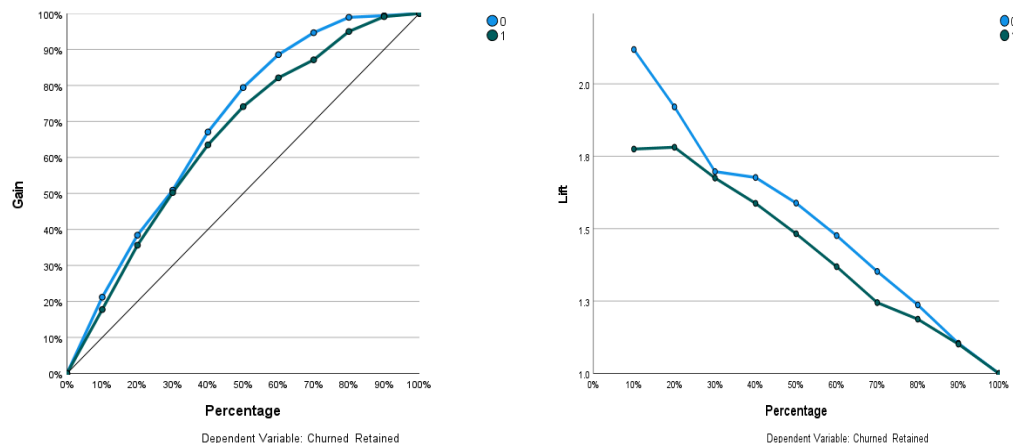 100%
90%
80%
70%
60%
50%
40%
30%
20%
10%
0%
Gain
0% 10% 20% 30% 40% 50% 60% 70% 80% 90% 100%
Percentage
Dependent Variable: Churned_Retained
0
1
2.0
1.8
1.5
1.3
1.0
Lift
0% 10% 20% 30% 40% 50% 60% 70% 80% 90% 100%
Percentage
Dependent Variable: Churned_Retained
0
1